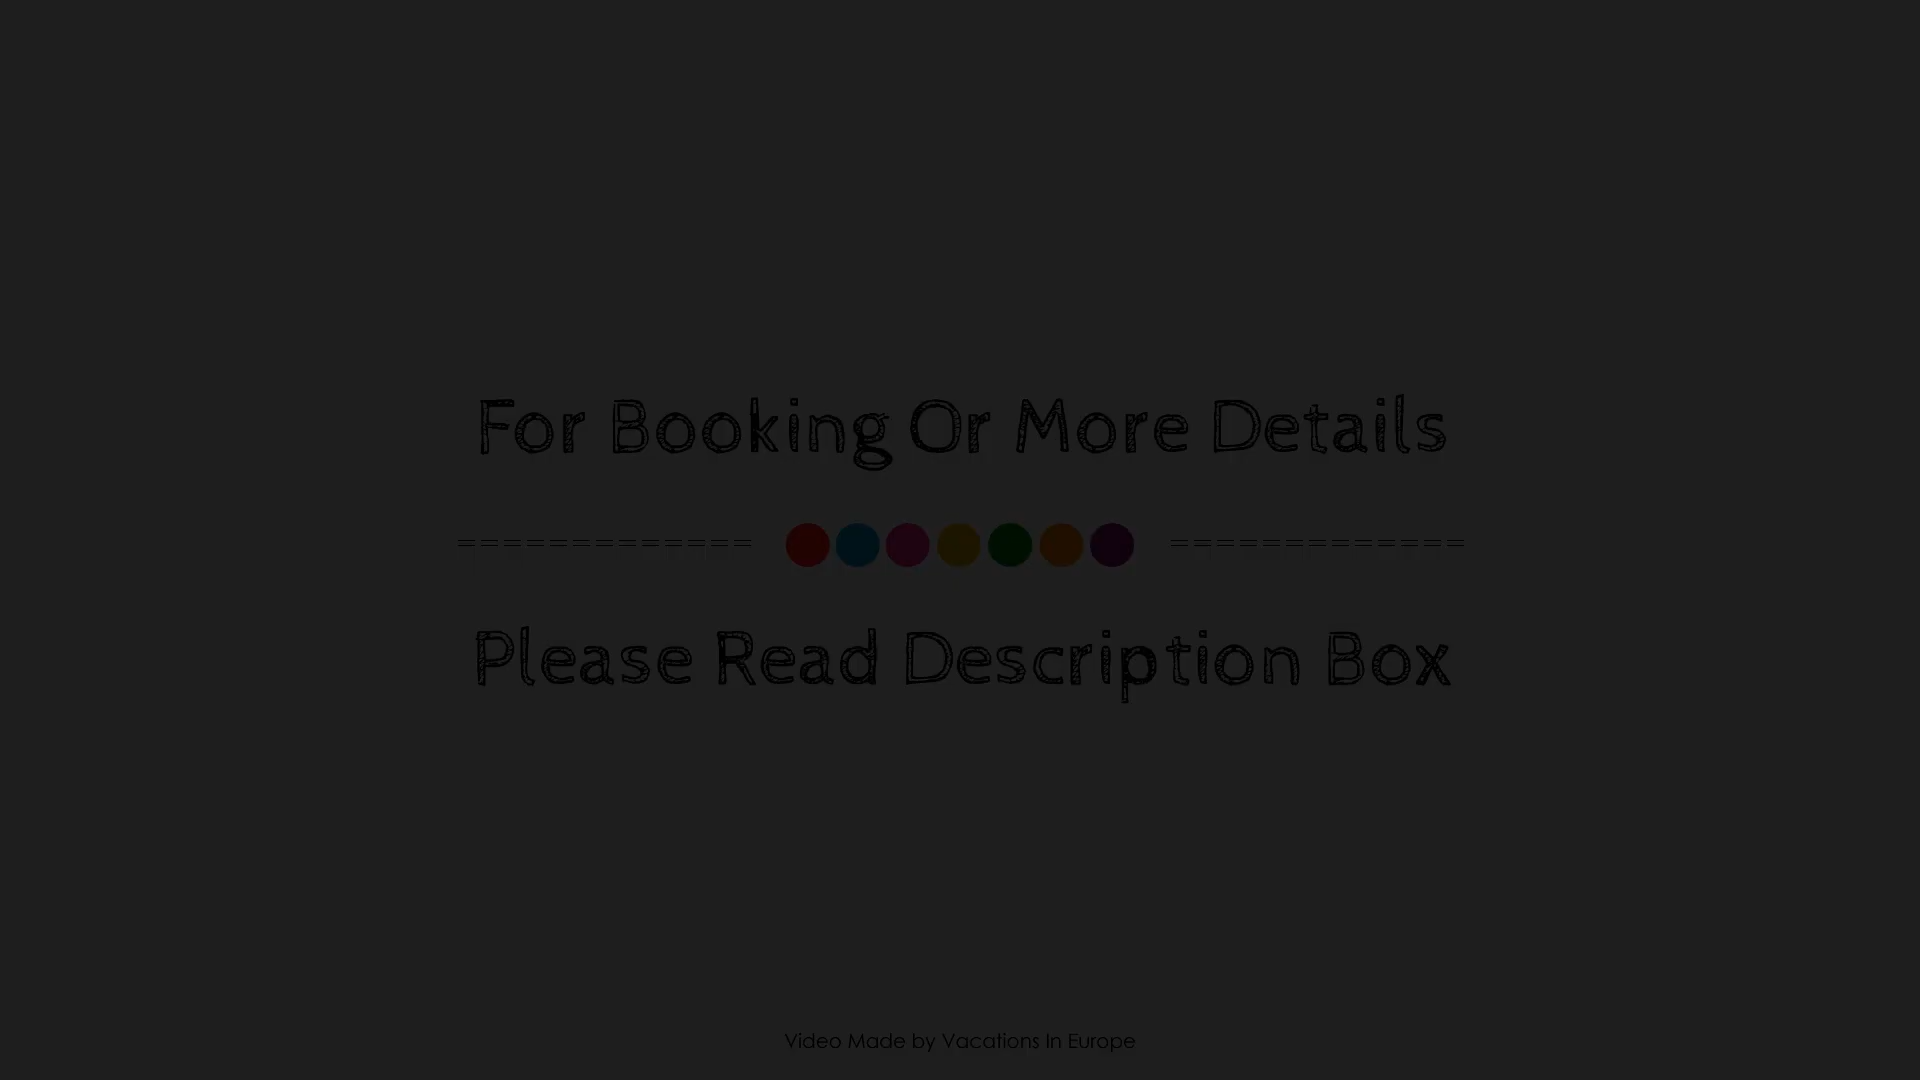 For Booking Or More Details
============= =============
Please Read Description Box
Video Made by Vacations In Europe